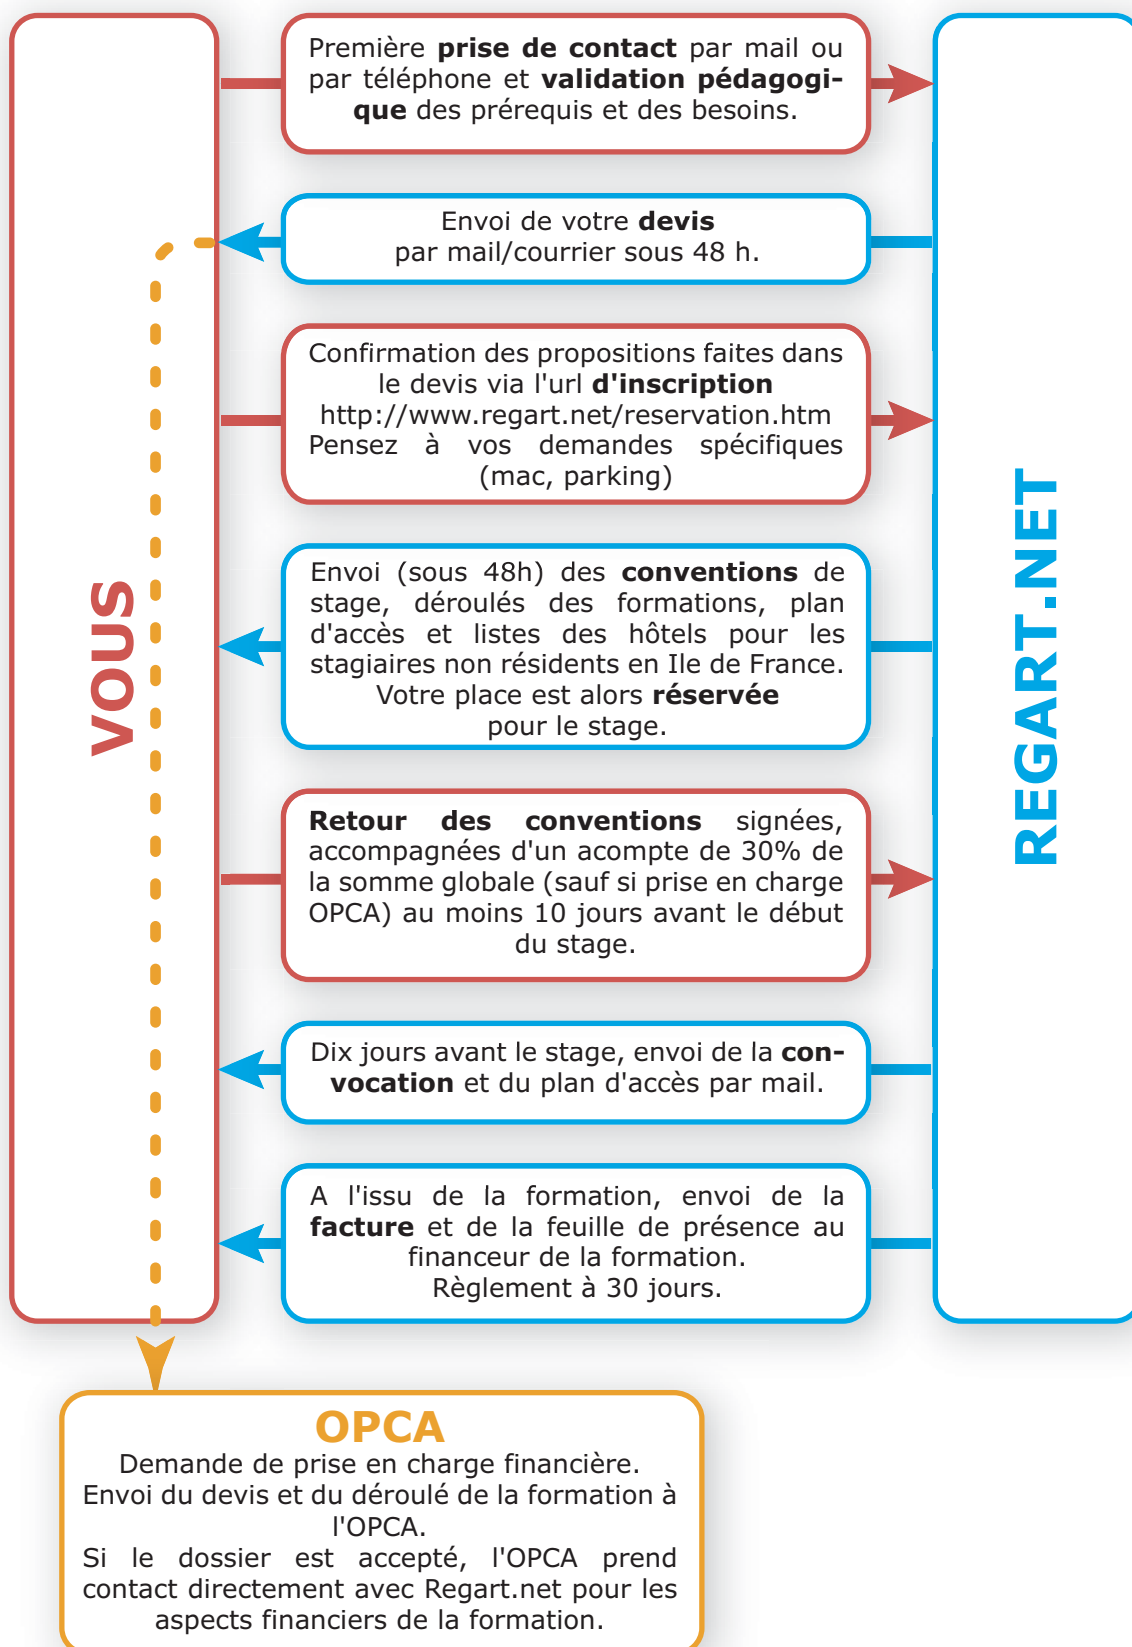 Première prise de contact par mail ou
par téléphone et validation pédagogi-
que des prérequis et des besoins.
Envoi de votre devis
par mail/courrier sous 48 h.
Confirmation des propositions faites dans
le devis via l'url d'inscription
http://www.regart.net/reservation.htm
Pensez à vos demandes spécifiques
(mac, parking)
VOUS
REGART.NET
Envoi (sous 48h) des conventions de
stage, déroulés des formations, plan
d'accès et listes des hôtels pour les
stagiaires non résidents en Ile de France.
Votre place est alors réservée
pour le stage.
Retour des conventions signées,
accompagnées d'un acompte de 30% de
la somme globale (sauf si prise en charge
OPCA) au moins 10 jours avant le début
du stage.
Dix jours avant le stage, envoi de la con-
vocation et du plan d'accès par mail.
A l'issu de la formation, envoi de la
facture et de la feuille de présence au
financeur de la formation.
Règlement à 30 jours.
OPCA
Demande de prise en charge financière.
Envoi du devis et du déroulé de la formation à
l'OPCA.
Si le dossier est accepté, l'OPCA prend
contact directement avec Regart.net pour les
aspects financiers de la formation.